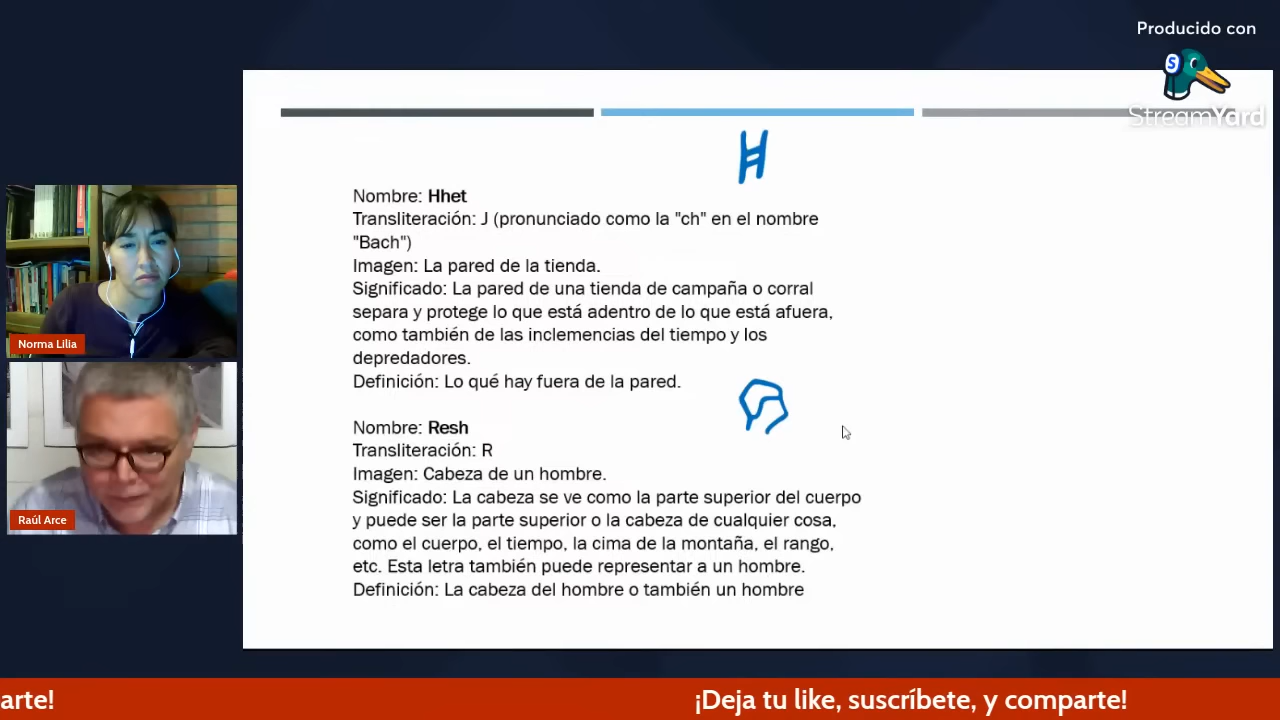 Producido con
StreamYard
Nombre: Hhet
Transliteración: J (pronunciado como la "ch" en el nombre
"Bach")
Imagen: La pared de la tienda.
Significado: La pared de una tienda de campaña o corral
separa y protege lo que está adentro de lo que está afuera,
como también de las inclemencias del tiempo y los
depredadores.
Definición: Lo qué hay fuera de la pared.
Nombre: Resh
Transliteración: R
Imagen: Cabeza de un hombre.
Significado: La cabeza se ve como la parte superior del cuerpo
y puede ser la parte superior o la cabeza de cualquier cosa,
como el cuerpo, el tiempo, la cima de la montaña, el rango,
etc. Esta letra también puede representar a un hombre.
Definición: La cabeza del hombre o también un hombre
Norma Lilia
Raúl Arce
arte! ¡Deja tu like, suscríbete, y comparte!